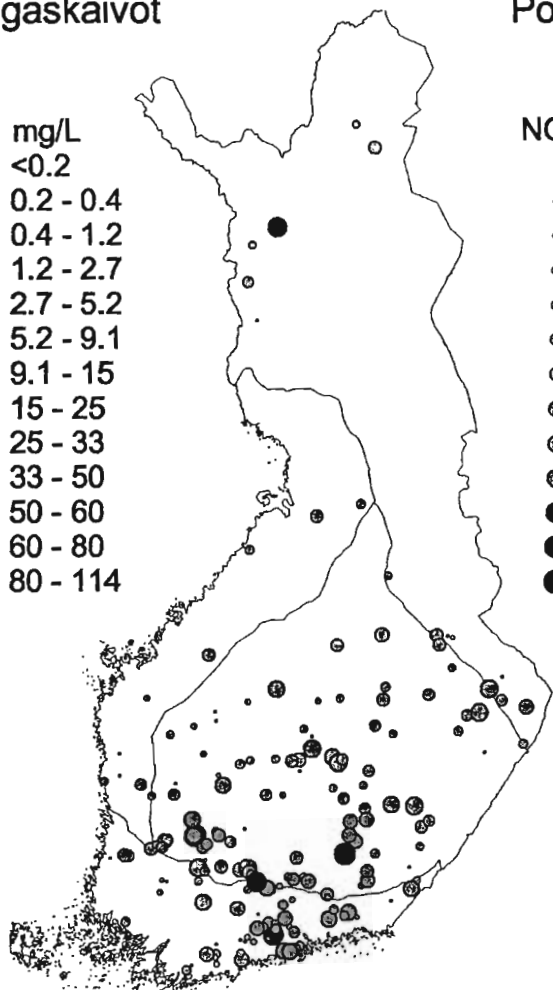 gaskaivot
Po
mg/L
NO
<0.2
0.2 - 0.4
0.4 - 1.2
1.2 - 2.7
2.7 - 5.2
5.2 - 9.1
9.1 - 15
15 - 25
25 - 33
33 - 50
50 - 60
60 - 80
80 - 114